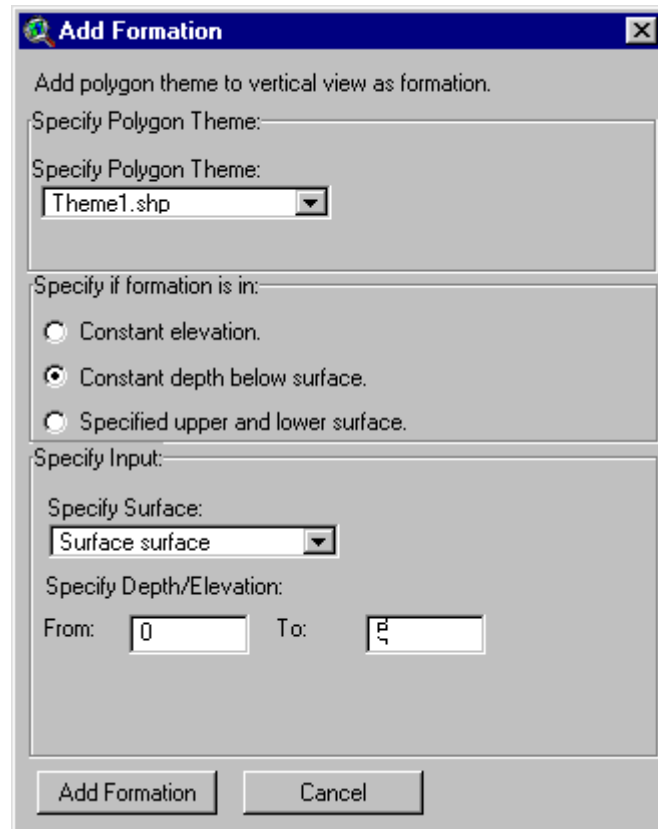 Add Formation
Add polygon theme to vertical view as formation.
Specify Polygon Theme:
Specify Polygon Theme:
Theme1.shp
Specify if formation is in:
Constant elevation.
Constant depth below surface.
Specified upper and lower surface.
Specify Input:
Specify Surface:
Surface surface
Specify Depth/Elevation:
From: 0 To:
Add Formation Cancel